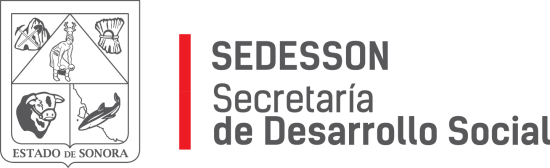 ESTADO DE SONORA
SEDESSON
Secretaría
de Desarrollo Social